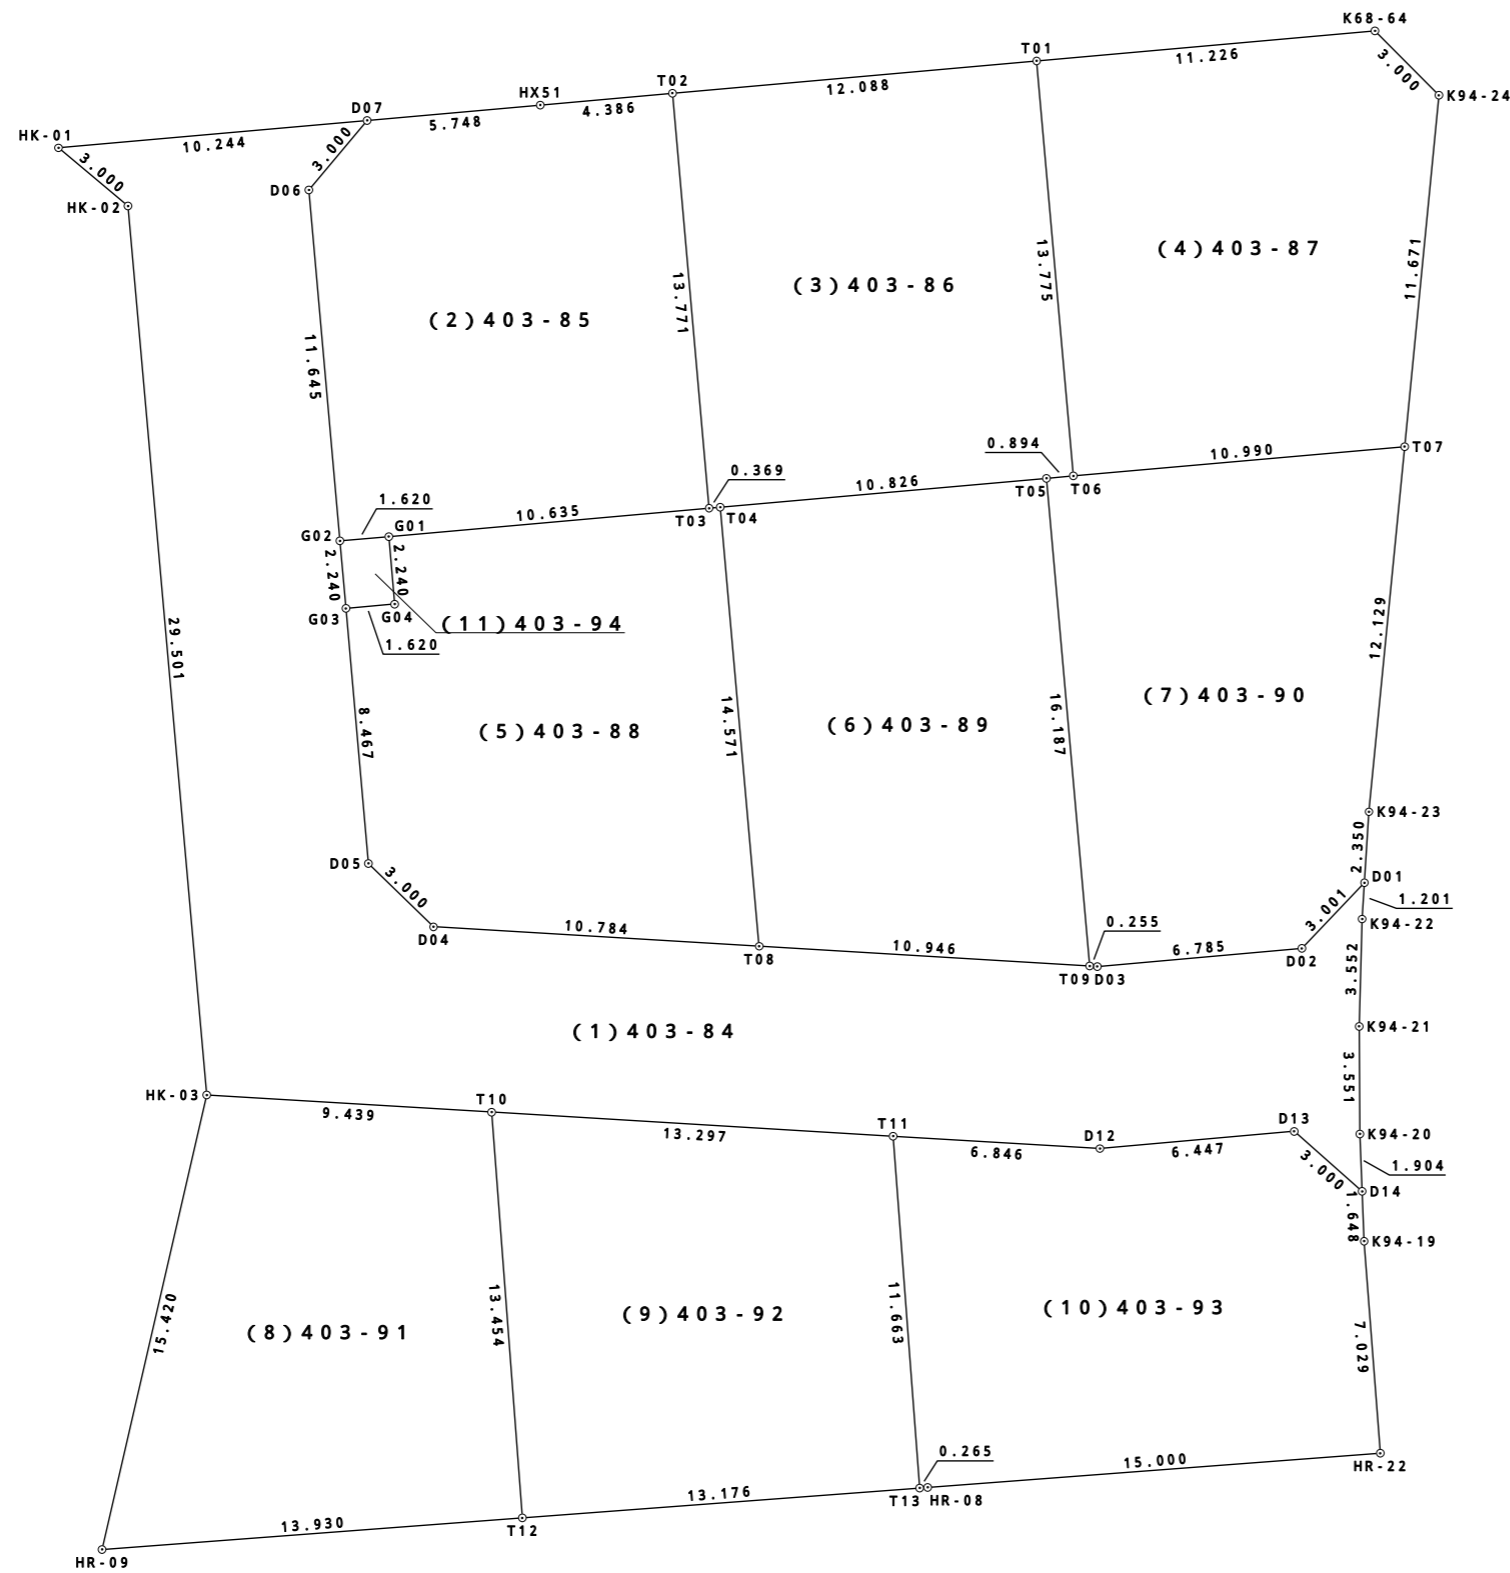 K68-64
T01
11.226
3.000
T02
12.088
K94-24
HX51
4.386
D07
5.748
HK-01
10.244
3.000
3.000
D06
HK-02
(4)403-87
11.671
13.775
(3)403-86
13.771
(2)403-85
11.645
0.894
10.990
T07
0.369
10.826
T05
T06
1.620
10.635
T03
T04
G02
G01
2.240
2.240
G03
G04
(11)403-94
1.620
29.501
12.129
(7)403-90
14.571
16.187
(6)403-89
8.467
(5)403-88
K94-23
2.350
D05
3.000
D01
1.201
3.001
0.255
K94-22
10.784
D04
10.946
6.785
T08
D02
T09
D03
3.552
(1)403-84
K94-21
3.551
HK-03
9.439
T10
13.297
T11
6.846
D12
6.447
D13
K94-20
3.000
1.904
D14
1.648
K94-19
15.420
13.454
11.663
(10)403-93
(9)403-92
(8)403-91
7.029
0.265
15.000
HR-22
13.176
T13
HR-08
13.930
T12
HR-09